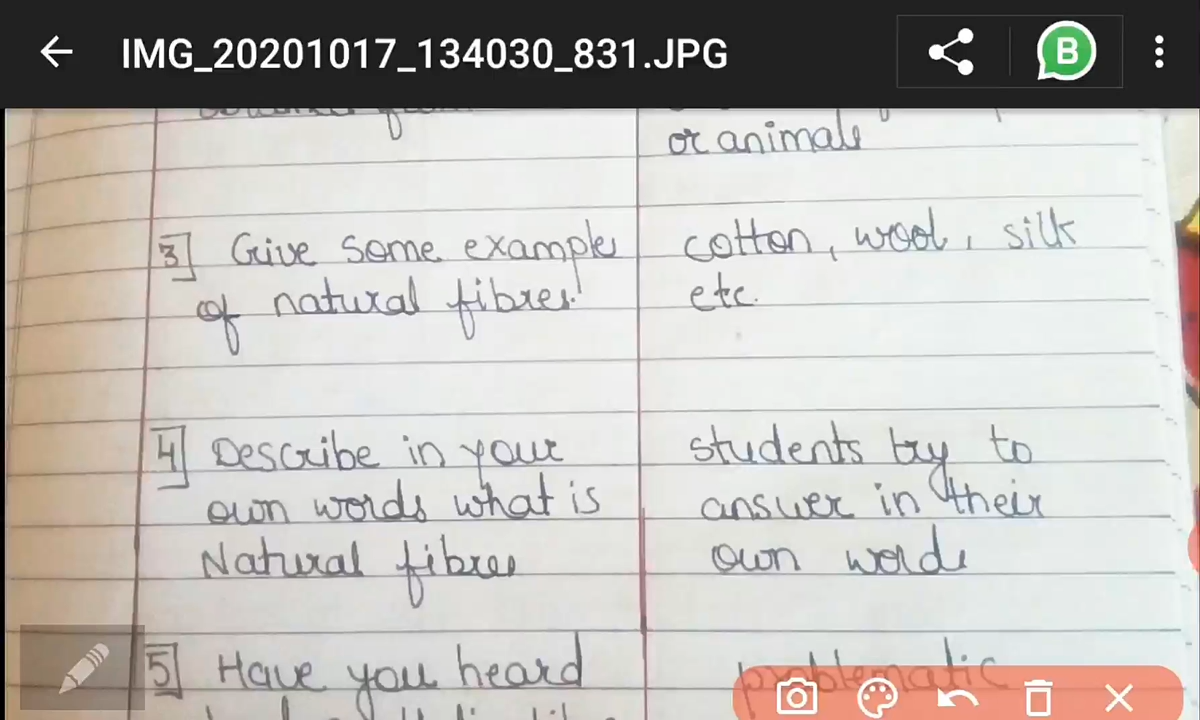 IMG_20201017_134030_831.JPG
B
or animals
3] Give some examples cotton, wool, silk
of natural fibres. etc.
4] Describe in your students try to
own words what is answer in their
Natural fibres own words
5] Have you heard problematic